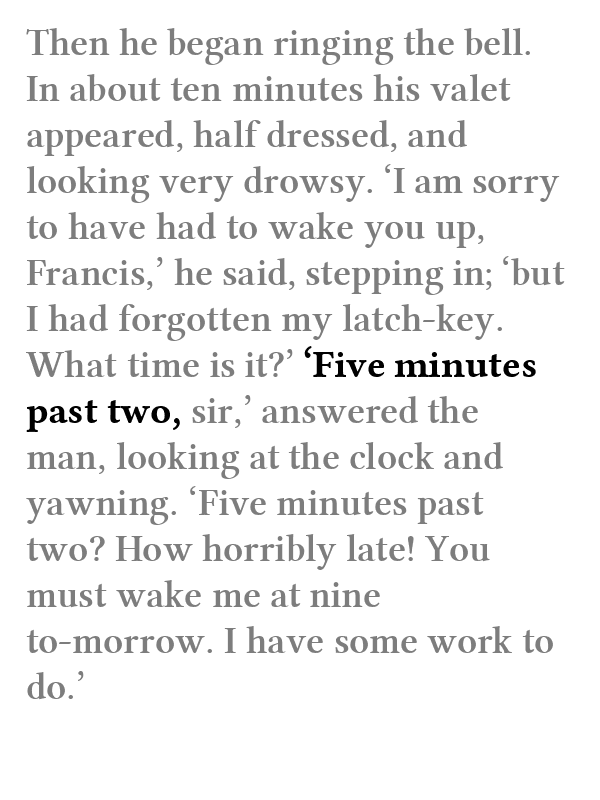 Then he began ringing the bell.
In about ten minutes his valet
appeared, half dressed, and
looking very drowsy. ‘I am sorry
to have had to wake you up,
Francis,’ he said, stepping in; ‘but
I had forgotten my latch-key.
What time is it?’ ‘Five minutes
past two, sir,’ answered the
man, looking at the clock and
yawning. ‘Five minutes past
two? How horribly late! You
must wake me at nine
to-morrow. I have some work to
do.’